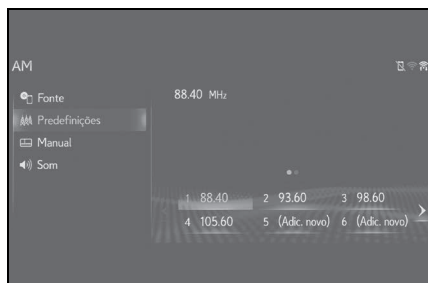 AM
Fonte
Predefinições
Manual
Som
88.40 MHz
1 88.40 2 93.60 3 98.60
4 105.60 5 (Adic. novo) 6 (Adic. novo)